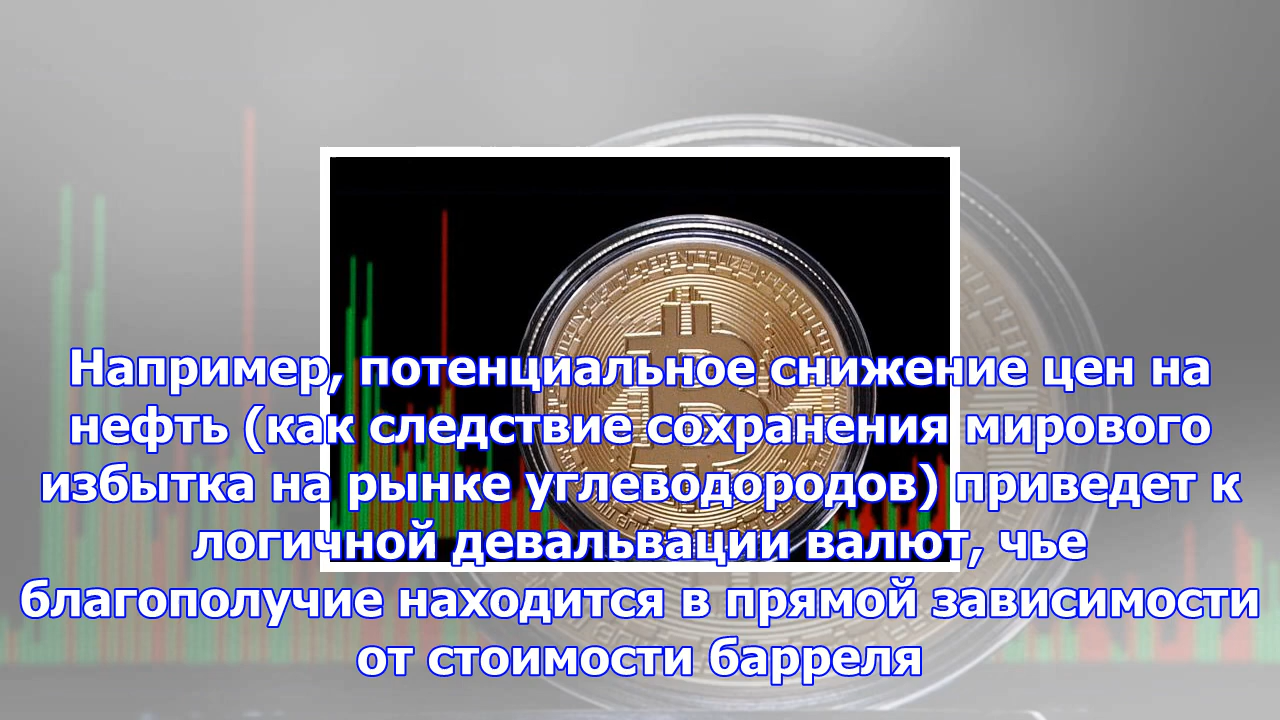 DECENTRALIZED
Например, потенциальное снижение цен на
нефть (как следствие сохранения мирового
избытка на рынке углеводородов) приведет к
логичной девальвации валют, чье
благополучие находится в прямой зависимости
от стоимости барреля